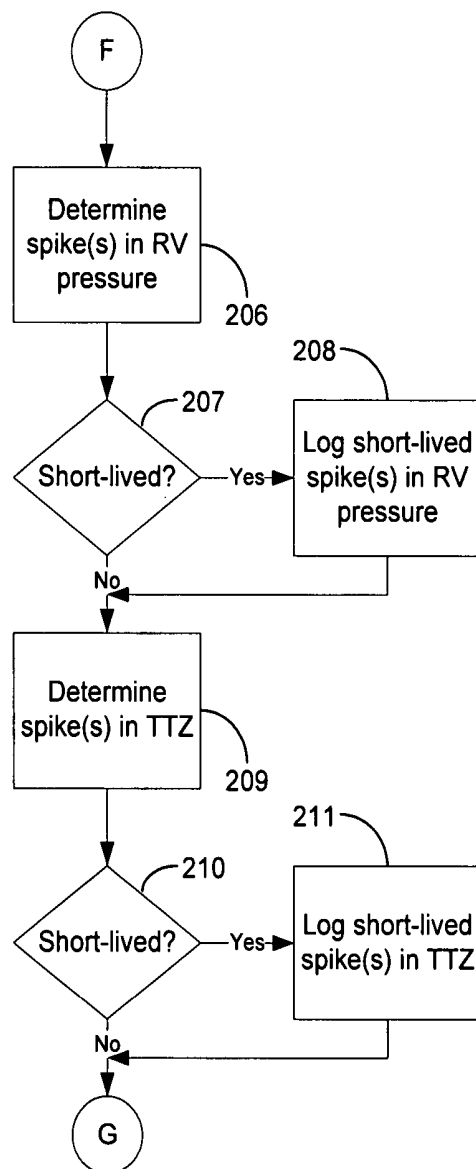 F
Determine
spike(s) in RV
pressure
206
207
208
Short-lived?
Yes
Log short-lived
spike(s) in RV
pressure
No
Determine
spike(s) in TTZ
209
210
211
Short-lived?
Yes
Log short-lived
spike(s) in TTZ
No
G